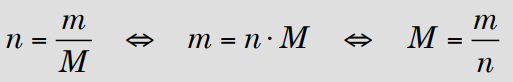 n = m/M ⇔ m = n · M ⇔ M = m/n